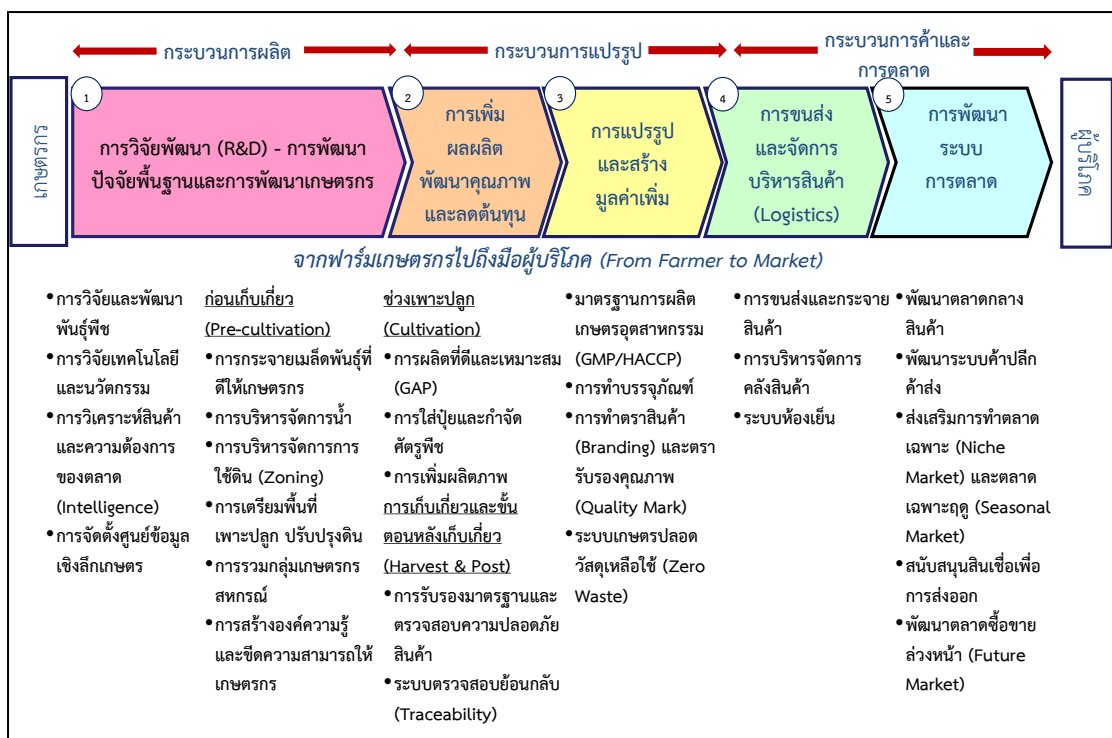 กระบวนการผลิต
กระบวนการแปรรูป
กระบวนการค้าและ
การตลาด
เกษตรกร
1
การวิจัยพัฒนา (R&D) - การพัฒนา
ปัจจัยพื้นฐานและการพัฒนาเกษตรกร
2
การเพิ่ม
ผลผลิต
พัฒนาคุณภาพ
และลดต้นทุน
3
การแปรรูป
และสร้าง
มูลค่าเพิ่ม
4
การขนส่ง
และจัดการ
บริหารสินค้า
(Logistics)
5
การพัฒนา
ระบบ
การตลาด
ผู้บริโภค
จากฟาร์มเกษตรกรไปถึงมือผู้บริโภค (From Farmer to Market)
•การวิจัยและพัฒนา
พันธุ์พืช
•การวิจัยเทคโนโลยี
และนวัตกรรม
•การวิเคราะห์สินค้า
และความต้องการ
ของตลาด
(Intelligence)
•การจัดตั้งศูนย์ข้อมูล
เชิงลึกเกษตร
ก่อนเก็บเกี่ยว
(Pre-cultivation)
•การกระจายเมล็ดพันธุ์ที่
ดีให้เกษตรกร
•การบริหารจัดการน้ำ
•การบริหารจัดการการ
ใช้ดิน (Zoning)
•การเตรียมพื้นที่
เพาะปลูก ปรับปรุงดิน
•การรวมกลุ่มเกษตรกร
สหกรณ์
•การสร้างองค์ความรู้
และขีดความสามารถให้
เกษตรกร
ช่วงเพาะปลูก
(Cultivation)
•การผลิตที่ดีและเหมาะสม
(GAP)
•การใส่ปุ๋ยและกำจัด
ศัตรูพืช
•การเพิ่มผลิตภาพ
การเก็บเกี่ยวและขั้น
ตอนหลังเก็บเกี่ยว
(Harvest & Post)
•การรับรองมาตรฐานและ
ตรวจสอบความปลอดภัย
สินค้า
•ระบบตรวจสอบย้อนกลับ
(Traceability)
•มาตรฐานการผลิต
เกษตรอุตสาหกรรม
(GMP/HACCP)
•การทำบรรจุภัณฑ์
•การทำตราสินค้า
(Branding) และตรา
รับรองคุณภาพ
(Quality Mark)
•ระบบเกษตรปลอด
วัสดุเหลือใช้ (Zero
Waste)
•การขนส่งและกระจาย
สินค้า
•การบริหารจัดการ
คลังสินค้า
•ระบบห้องเย็น
•พัฒนาตลาดกลาง
สินค้า
•พัฒนาระบบค้าปลีก
ค้าส่ง
•ส่งเสริมการทำตลาด
เฉพาะ (Niche
Market) และตลาด
เฉพาะฤดู (Seasonal
Market)
•สนับสนุนสินเชื่อเพื่อ
การส่งออก
•พัฒนาตลาดซื้อขาย
ล่วงหน้า (Future
Market)